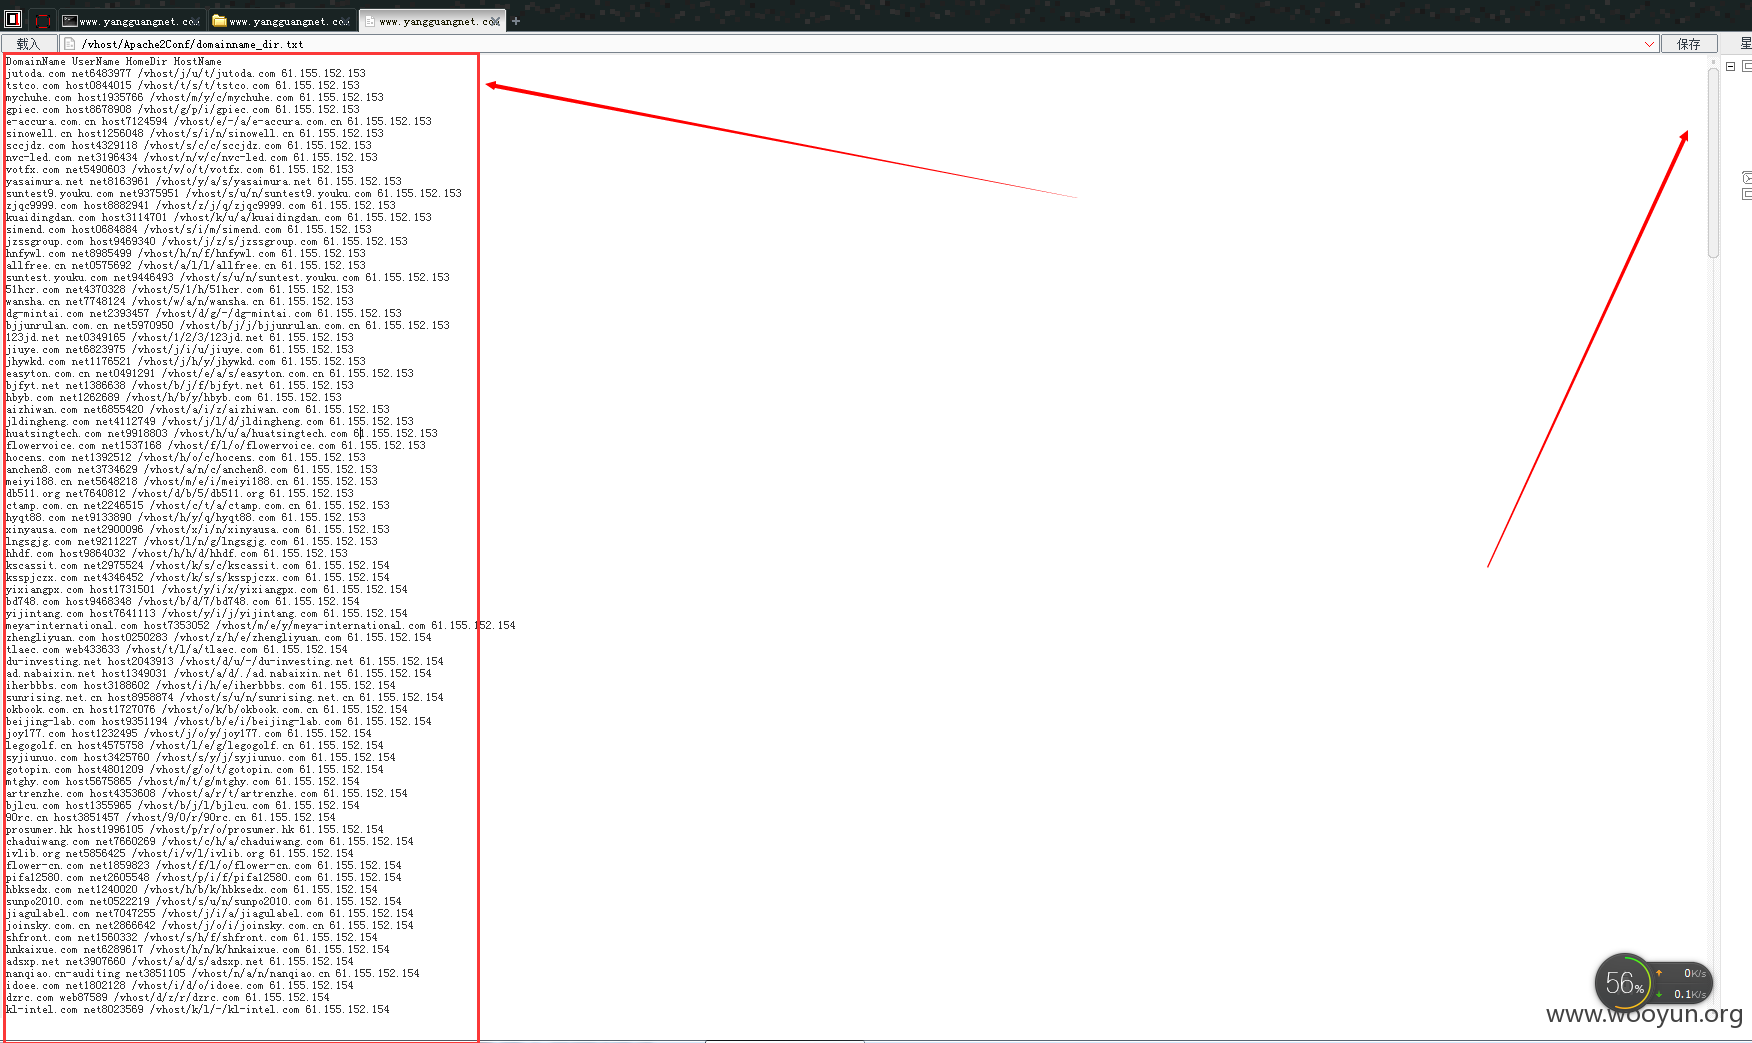 www.yangguangnet.co
www.yangguangnet.co
www.yangguangnet.co
载入
/vhost/Apache2Conf/domainname_dir.txt
保存
星
DomainName UserName HomeDir HostName
jutoda.com net6483977 /vhost/j/u/t/jutoda.com 61.155.152.153
tstco.com host0844015 /vhost/t/s/t/tstco.com 61.155.152.153
mychuhe.com host1935766 /vhost/m/y/c/mychuhe.com 61.155.152.153
gpiec.com host8678908 /vhost/g/p/i/gpiec.com 61.155.152.153
e-accura.com.cn host7124594 /vhost/e/-/a/e-accura.com.cn 61.155.152.153
sinowell.cn host1256048 /vhost/s/i/n/sinowell.cn 61.155.152.153
sccjdz.com host4329118 /vhost/s/c/c/sccjdz.com 61.155.152.153
nvc-led.com net3196434 /vhost/n/v/c/nvc-led.com 61.155.152.153
votfx.com net5490603 /vhost/v/o/t/votfx.com 61.155.152.153
yasaimura.net net8163961 /vhost/y/a/s/yasaimura.net 61.155.152.153
suntest9.youku.com net9375951 /vhost/s/u/n/suntest9.youku.com 61.155.152.153
zjqc9999.com host8882941 /vhost/z/j/q/zjqc9999.com 61.155.152.153
kuaidingdan.com host3114701 /vhost/k/u/a/kuaidingdan.com 61.155.152.153
simend.com host0684884 /vhost/s/i/m/simend.com 61.155.152.153
jzssgroup.com host9469340 /vhost/j/z/s/jzssgroup.com 61.155.152.153
hnfywl.com net8985499 /vhost/h/n/f/hnfywl.com 61.155.152.153
allfree.cn net0575692 /vhost/a/l/l/allfree.cn 61.155.152.153
suntest.youku.com net9446493 /vhost/s/u/n/suntest.youku.com 61.155.152.153
51hcr.com net4370328 /vhost/5/1/h/51hcr.com 61.155.152.153
wansha.cn net7748124 /vhost/w/a/n/wansha.cn 61.155.152.153
dg-mintai.com net2393457 /vhost/d/g/-/dg-mintai.com 61.155.152.153
bjjunrulan.com.cn net5970950 /vhost/b/j/j/bjjunrulan.com.cn 61.155.152.153
123jd.net net0349165 /vhost/1/2/3/123jd.net 61.155.152.153
jiuye.com net6823975 /vhost/j/i/u/jiuye.com 61.155.152.153
jhywkd.com net1176521 /vhost/j/h/y/jhywkd.com 61.155.152.153
easyton.com.cn net0491291 /vhost/e/a/s/easyton.com.cn 61.155.152.153
bjfyt.net net1386638 /vhost/b/j/f/bjfyt.net 61.155.152.153
hbyb.com net1262689 /vhost/h/b/y/hbyb.com 61.155.152.153
aizhiwan.com net6855420 /vhost/a/i/z/aizhiwan.com 61.155.152.153
jldingheng.com net4112749 /vhost/j/l/d/jldingheng.com 61.155.152.153
huatsingtech.com net9918803 /vhost/h/u/a/huatsingtech.com 61.155.152.153
flowervoice.com net1537168 /vhost/f/l/o/flowervoice.com 61.155.152.153
hocens.com net1392512 /vhost/h/o/c/hocens.com 61.155.152.153
anchen8.com net3734629 /vhost/a/n/c/anchen8.com 61.155.152.153
meiyi188.cn net5648218 /vhost/m/e/i/meiyi188.cn 61.155.152.153
db511.org net7640812 /vhost/d/b/5/db511.org 61.155.152.153
ctamp.com.cn net2246515 /vhost/c/t/a/ctamp.com.cn 61.155.152.153
hyqt88.com net9133890 /vhost/h/y/q/hyqt88.com 61.155.152.153
xinyausa.com net2900096 /vhost/x/i/n/xinyausa.com 61.155.152.153
lngsgjg.com net9211227 /vhost/l/n/g/lngsgjg.com 61.155.152.153
hhdf.com host9864032 /vhost/h/h/d/hhdf.com 61.155.152.153
kscassit.com net2975524 /vhost/k/s/c/kscassit.com 61.155.152.154
ksspjczx.com net4346452 /vhost/k/s/s/ksspjczx.com 61.155.152.154
yixiangpx.com host1731501 /vhost/y/i/x/yixiangpx.com 61.155.152.154
bd748.com host9468348 /vhost/b/d/7/bd748.com 61.155.152.154
yijintang.com host7641113 /vhost/y/i/j/yijintang.com 61.155.152.154
meya-international.com host7353052 /vhost/m/e/y/meya-international.com 61.155.152.154
zhengliyuan.com host0250283 /vhost/z/h/e/zhengliyuan.com 61.155.152.154
tlaec.com web433633 /vhost/t/l/a/tlaec.com 61.155.152.154
du-investing.net host2043913 /vhost/d/u/-/du-investing.net 61.155.152.154
ad.nabaixin.net host1349031 /vhost/a/d/./ad.nabaixin.net 61.155.152.154
iherbbbs.com host3188602 /vhost/i/h/e/iherbbbs.com 61.155.152.154
sunrising.net.cn host8958874 /vhost/s/u/n/sunrising.net.cn 61.155.152.154
okbook.com.cn host1727076 /vhost/o/k/b/okbook.com.cn 61.155.152.154
beijing-lab.com host9351194 /vhost/b/e/i/beijing-lab.com 61.155.152.154
joy177.com host1232495 /vhost/j/o/y/joy177.com 61.155.152.154
legogolf.cn host4575758 /vhost/l/e/g/legogolf.cn 61.155.152.154
syjiunuo.com host3425760 /vhost/s/y/j/syjiunuo.com 61.155.152.154
gotopin.com host4801209 /vhost/g/o/t/gotopin.com 61.155.152.154
mtghy.com host5675865 /vhost/m/t/g/mtghy.com 61.155.152.154
artrenzhe.com host4353608 /vhost/a/r/t/artrenzhe.com 61.155.152.154
bjlcu.com host1355965 /vhost/b/j/l/bjlcu.com 61.155.152.154
90rc.cn host3851457 /vhost/9/0/r/90rc.cn 61.155.152.154
prosumer.hk host1996105 /vhost/p/r/o/prosumer.hk 61.155.152.154
chaduiwang.com net7660269 /vhost/c/h/a/chaduiwang.com 61.155.152.154
ivlib.org net5856425 /vhost/i/v/l/ivlib.org 61.155.152.154
flower-cn.com net1859823 /vhost/f/l/o/flower-cn.com 61.155.152.154
pifa12580.com net2605548 /vhost/p/i/f/pifa12580.com 61.155.152.154
hbksedx.com net1240020 /vhost/h/b/k/hbksedx.com 61.155.152.154
sunpo2010.com net0522219 /vhost/s/u/n/sunpo2010.com 61.155.152.154
jiagulabel.com net7047255 /vhost/j/i/a/jiagulabel.com 61.155.152.154
joinsky.com.cn net2866642 /vhost/j/o/i/joinsky.com.cn 61.155.152.154
shfront.com net1560332 /vhost/s/h/f/shfront.com 61.155.152.154
hnkaixue.com net6289617 /vhost/h/n/k/hnkaixue.com 61.155.152.154
adsxp.net net3907660 /vhost/a/d/s/adsxp.net 61.155.152.154
nanqiao.cn-auditing net3851105 /vhost/n/a/n/nanqiao.cn 61.155.152.154
idoee.com net1802128 /vhost/i/d/o/idoee.com 61.155.152.154
dzrc.com web87589 /vhost/d/z/r/dzrc.com 61.155.152.154
kl-intel.com net8023569 /vhost/k/l/-/kl-intel.com 61.155.152.154
56%
0K/s
0.1K/s
www.wooyun.org